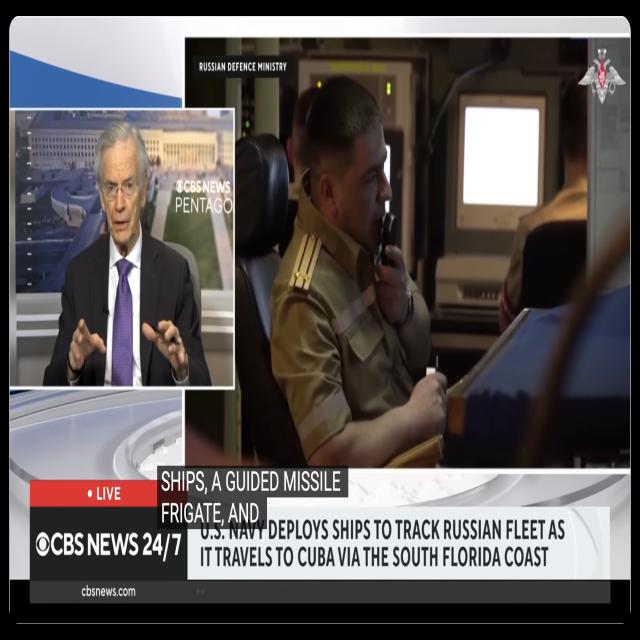 RUSSIAN DEFENCE MINISTRY
CBS NEWS
PENTAGO
SHIPS, A GUIDED MISSILE
FRIGATE, AND
• LIVE
CBS NEWS 24/7
U.S. NAVY DEPLOYS SHIPS TO TRACK RUSSIAN FLEET AS
IT TRAVELS TO CUBA VIA THE SOUTH FLORIDA COAST
cbsnews.com